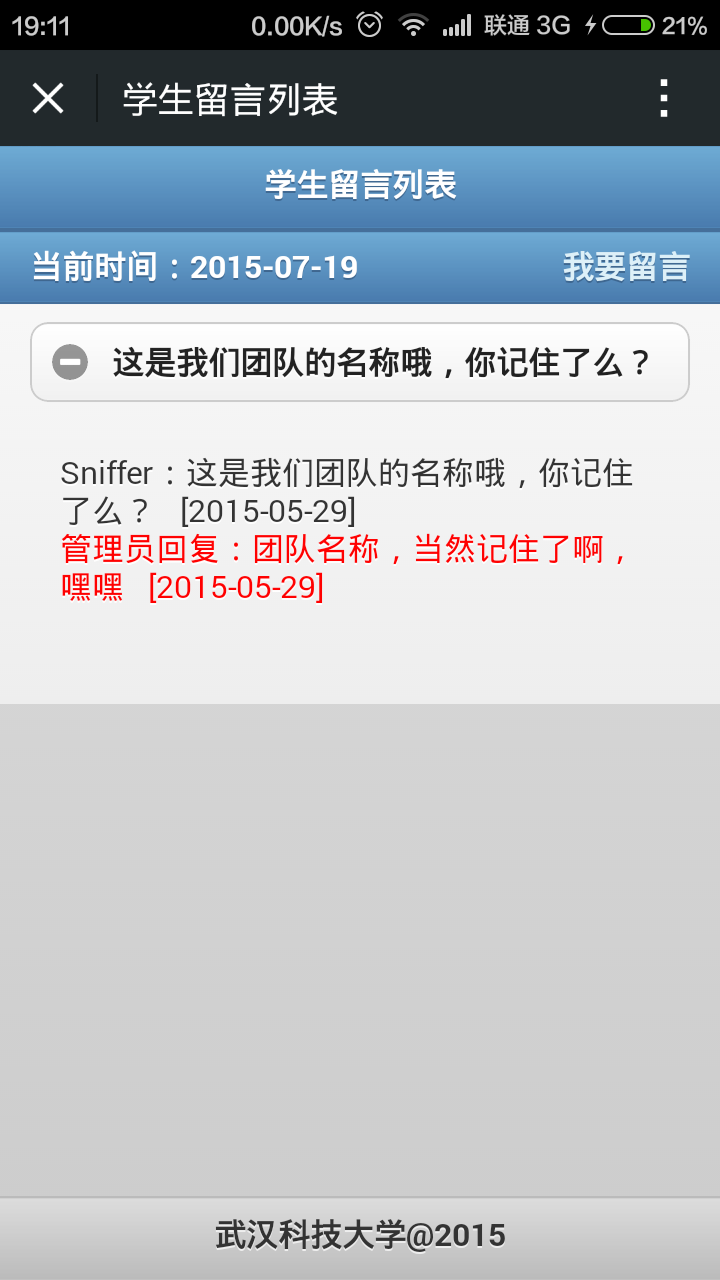 19:11 0.00K/s 联通 3G 21%
学生留言列表
学生留言列表
当前时间：2015-07-19 我要留言
这是我们团队的名称哦，你记住了么？
Sniffer：这是我们团队的名称哦，你记住
了么？ [2015-05-29]
管理员回复：团队名称，当然记住了啊，
嘿嘿 [2015-05-29]
武汉科技大学@2015